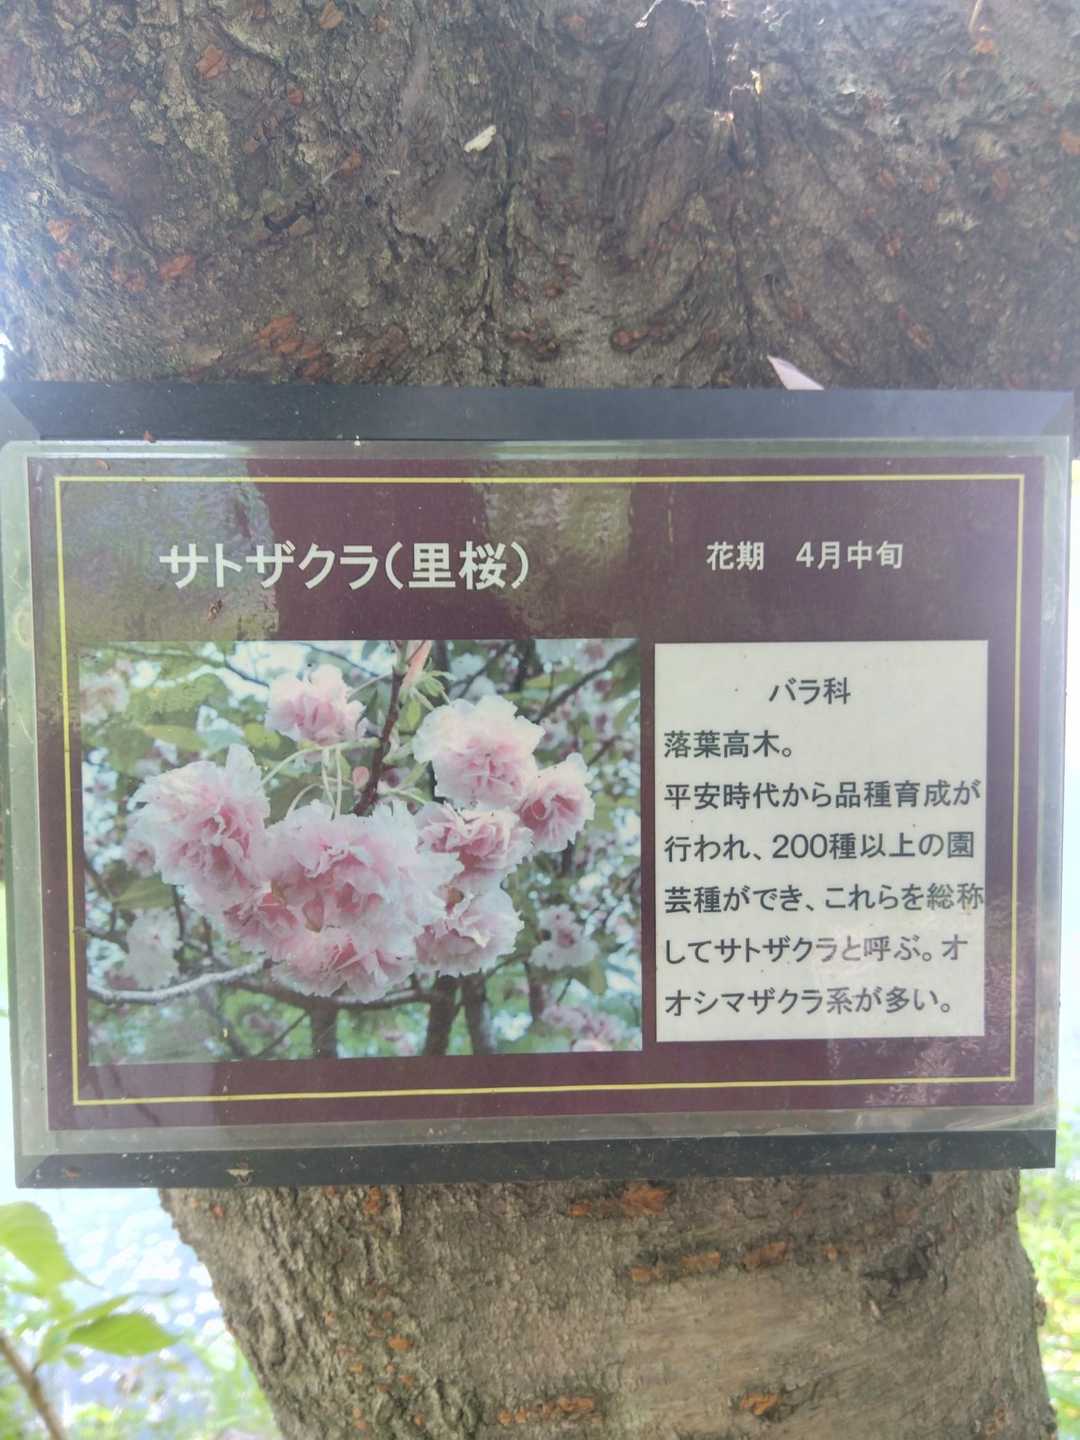 サトザクラ（里桜）
花期　4月中旬
バラ科
落葉高木。
平安時代から品種育成が
行われ、200種以上の園
芸種ができ、これらを総称
してサトザクラと呼ぶ。オ
オシマザクラ系が多い。